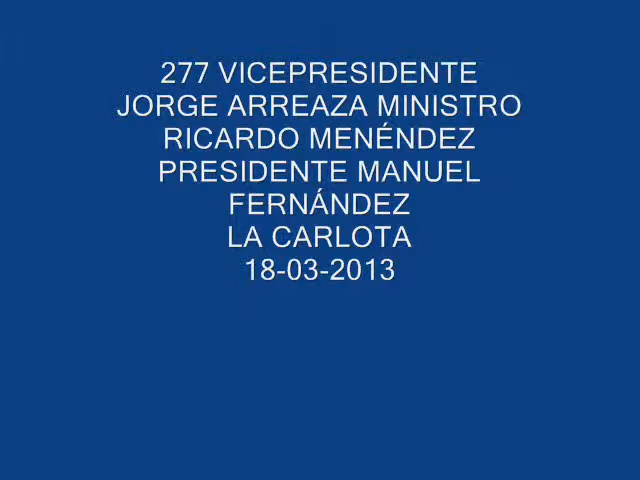 277 VICEPRESIDENTE
JORGE ARREAZA MINISTRO
RICARDO MENÉNDEZ
PRESIDENTE MANUEL
FERNÁNDEZ
LA CARLOTA
18-03-2013